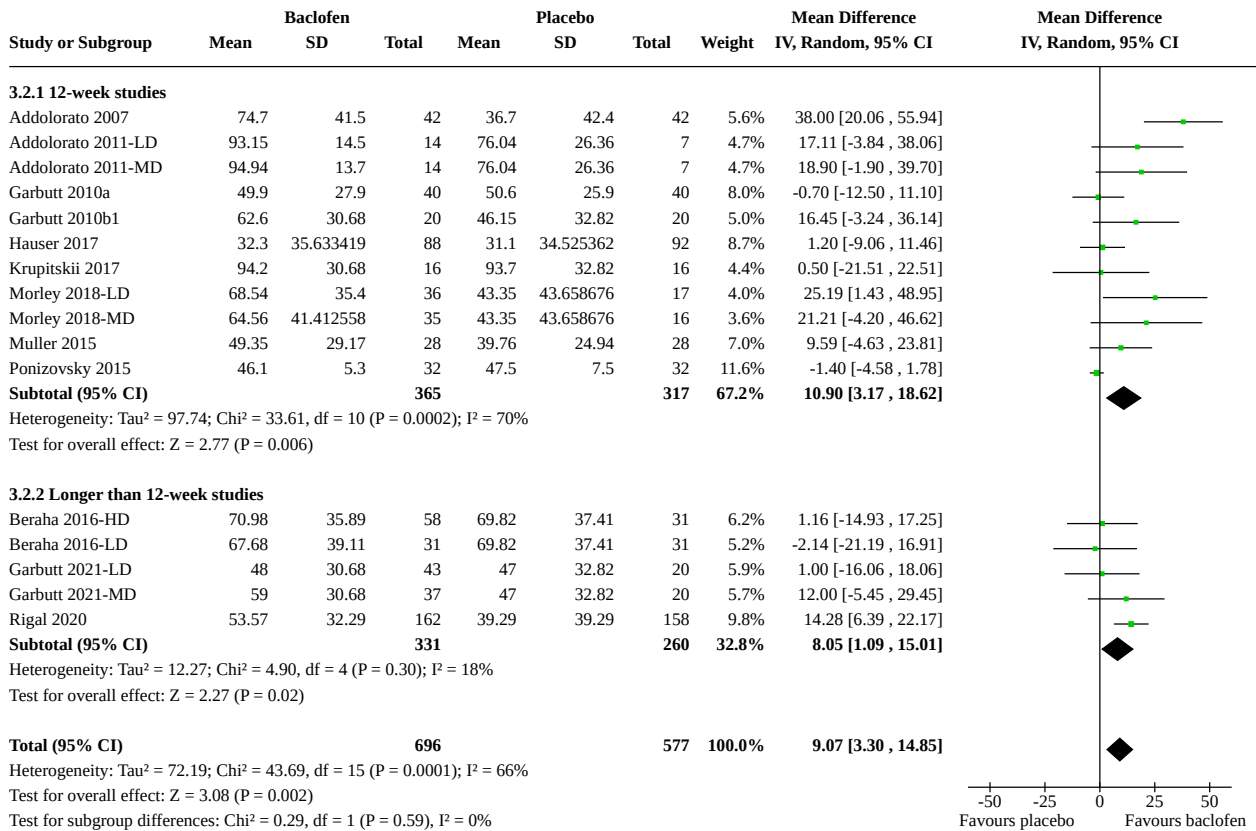 Baclofen Placebo Mean Difference Mean Difference
Study or Subgroup Mean SD Total Mean SD Total Weight IV, Random, 95% CI IV, Random, 95% CI
3.2.1 12-week studies
Addolorato 2007 74.7 41.5 42 36.7 42.4 42 5.6% 38.00 [20.06 , 55.94]
Addolorato 2011-LD 93.15 14.5 14 76.04 26.36 7 4.7% 17.11 [-3.84 , 38.06]
Addolorato 2011-MD 94.94 13.7 14 76.04 26.36 7 4.7% 18.90 [-1.90 , 39.70]
Garbutt 2010a 49.9 27.9 40 50.6 25.9 40 8.0% -0.70 [-12.50 , 11.10]
Garbutt 2010b1 62.6 30.68 20 46.15 32.82 20 5.0% 16.45 [-3.24 , 36.14]
Hauser 2017 32.3 35.633419 88 31.1 34.525362 92 8.7% 1.20 [-9.06 , 11.46]
Krupitskii 2017 94.2 30.68 16 93.7 32.82 16 4.4% 0.50 [-21.51 , 22.51]
Morley 2018-LD 68.54 35.4 36 43.35 43.658676 17 4.0% 25.19 [1.43 , 48.95]
Morley 2018-MD 64.56 41.412558 35 43.35 43.658676 16 3.6% 21.21 [-4.20 , 46.62]
Muller 2015 49.35 29.17 28 39.76 24.94 28 7.0% 9.59 [-4.63 , 23.81]
Ponizovsky 2015 46.1 5.3 32 47.5 7.5 32 11.6% -1.40 [-4.58 , 1.78]
Subtotal (95% CI) 365 317 67.2% 10.90 [3.17 , 18.62]
Heterogeneity: Tau² = 97.74; Chi² = 33.61, df = 10 (P = 0.0002); I² = 70%
Test for overall effect: Z = 2.77 (P = 0.006)
3.2.2 Longer than 12-week studies
Beraha 2016-HD 70.98 35.89 58 69.82 37.41 31 6.2% 1.16 [-14.93 , 17.25]
Beraha 2016-LD 67.68 39.11 31 69.82 37.41 31 5.2% -2.14 [-21.19 , 16.91]
Garbutt 2021-LD 48 30.68 43 47 32.82 20 5.9% 1.00 [-16.06 , 18.06]
Garbutt 2021-MD 59 30.68 37 47 32.82 20 5.7% 12.00 [-5.45 , 29.45]
Rigal 2020 53.57 32.29 162 39.29 39.29 158 9.8% 14.28 [6.39 , 22.17]
Subtotal (95% CI) 331 260 32.8% 8.05 [1.09 , 15.01]
Heterogeneity: Tau² = 12.27; Chi² = 4.90, df = 4 (P = 0.30); I² = 18%
Test for overall effect: Z = 2.27 (P = 0.02)
Total (95% CI) 696 577 100.0% 9.07 [3.30 , 14.85]
Heterogeneity: Tau² = 72.19; Chi² = 43.69, df = 15 (P = 0.0001); I² = 66%
Test for overall effect: Z = 3.08 (P = 0.002)
-50 -25 0 25 50
Test for subgroup differences: Chi² = 0.29, df = 1 (P = 0.59), I² = 0%
Favours placebo Favours baclofen